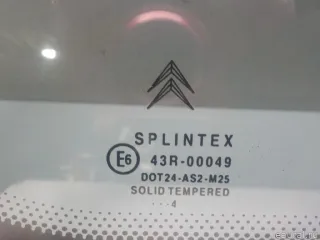 SPLINTEX
E6 43R-00049
DOT24-AS2-M25
SOLID TEMPERED
··· 4